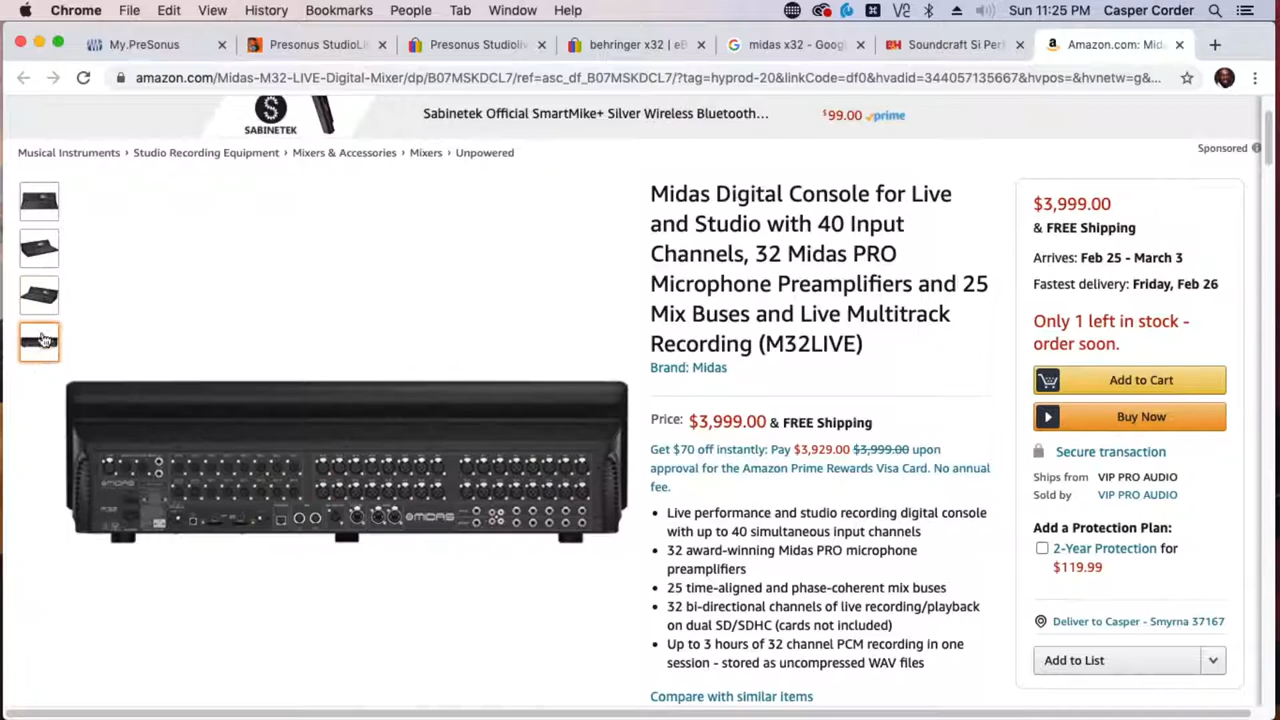 Chrome File Edit View History Bookmarks People Tab Window Help Sun 11:25 PM Casper Corder
My.PreSonus Presonus StudioLI Presonus Studioliv behringer x32 | eB midas x32 - Googl Soundcraft Si Per Amazon.com: Mid
amazon.com/Midas-M32-LIVE-Digital-Mixer/dp/B07MSKDCL7/ref=asc_df_B07MSKDCL7/?tag=hyprod-20&linkCode=df0&hvadid=344057135667&hvpos=&hvnetw=g&...
S
SABINETEK
Sabinetek Official SmartMike+ Silver Wireless Bluetooth...
$99.00 prime
Musical Instruments › Studio Recording Equipment › Mixers & Accessories › Mixers › Unpowered
Sponsored
Midas Digital Console for Live
and Studio with 40 Input
Channels, 32 Midas PRO
Microphone Preamplifiers and 25
Mix Buses and Live Multitrack
Recording (M32LIVE)
Brand: Midas
Price: $3,999.00 & FREE Shipping
Get $70 off instantly: Pay $3,929.00 $3,999.00 upon
approval for the Amazon Prime Rewards Visa Card. No annual
fee.
• Live performance and studio recording digital console
with up to 40 simultaneous input channels
• 32 award-winning Midas PRO microphone
preamplifiers
• 25 time-aligned and phase-coherent mix buses
• 32 bi-directional channels of live recording/playback
on dual SD/SDHC (cards not included)
• Up to 3 hours of 32 channel PCM recording in one
session - stored as uncompressed WAV files
Compare with similar items
MIDAS
M32
MIDAS
$3,999.00
& FREE Shipping
Arrives: Feb 25 - March 3
Fastest delivery: Friday, Feb 26
Only 1 left in stock -
order soon.
Add to Cart
Buy Now
Secure transaction
Ships from VIP PRO AUDIO
Sold by VIP PRO AUDIO
Add a Protection Plan:
2-Year Protection for
$119.99
Deliver to Casper - Smyrna 37167
Add to List